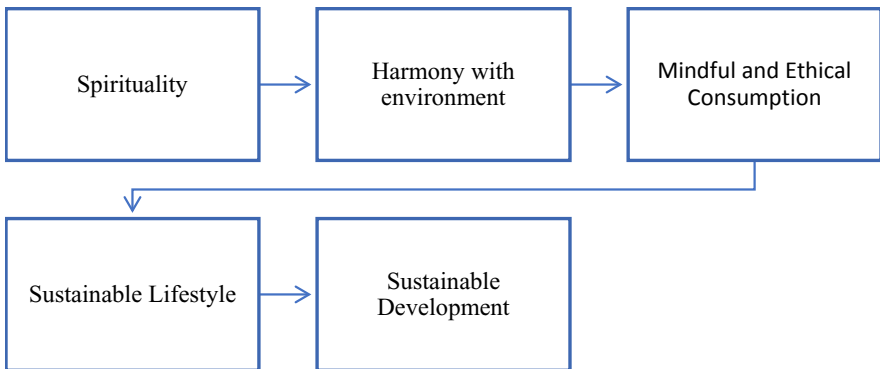 Spirituality
Harmony with
environment
Mindful and Ethical
Consumption
Sustainable Lifestyle
Sustainable
Development